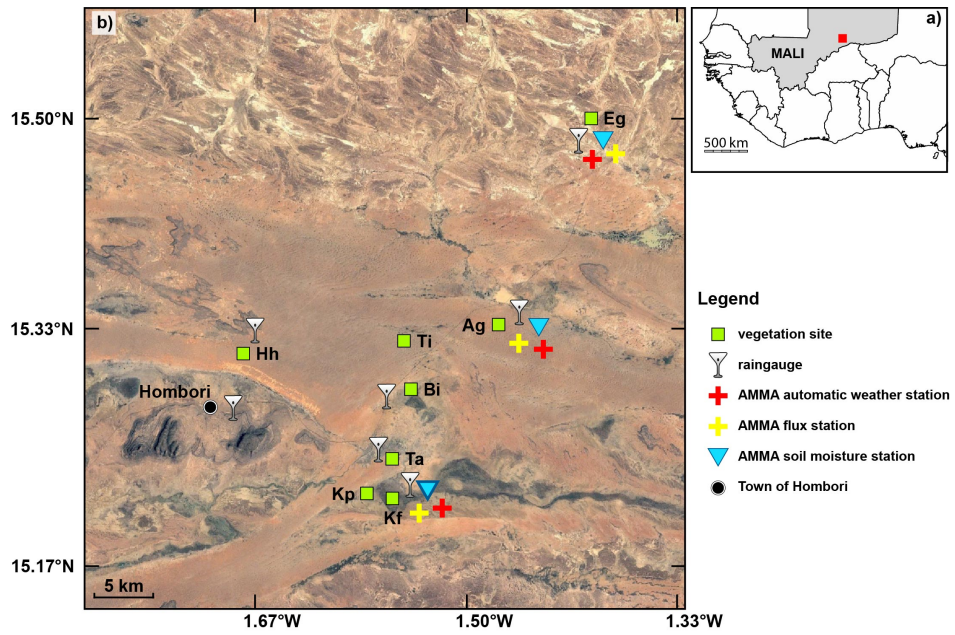 b)
a)
MALI
500 km
15.50°N
Eg
15.33°N
Ag
Ti
Hh
Hombori
Bi
Ta
Kp
Kf
15.17°N
5 km
1.67°W
1.50°W
1.33°W
Legend
vegetation site
raingauge
AMMA automatic weather station
AMMA flux station
AMMA soil moisture station
Town of Hombori